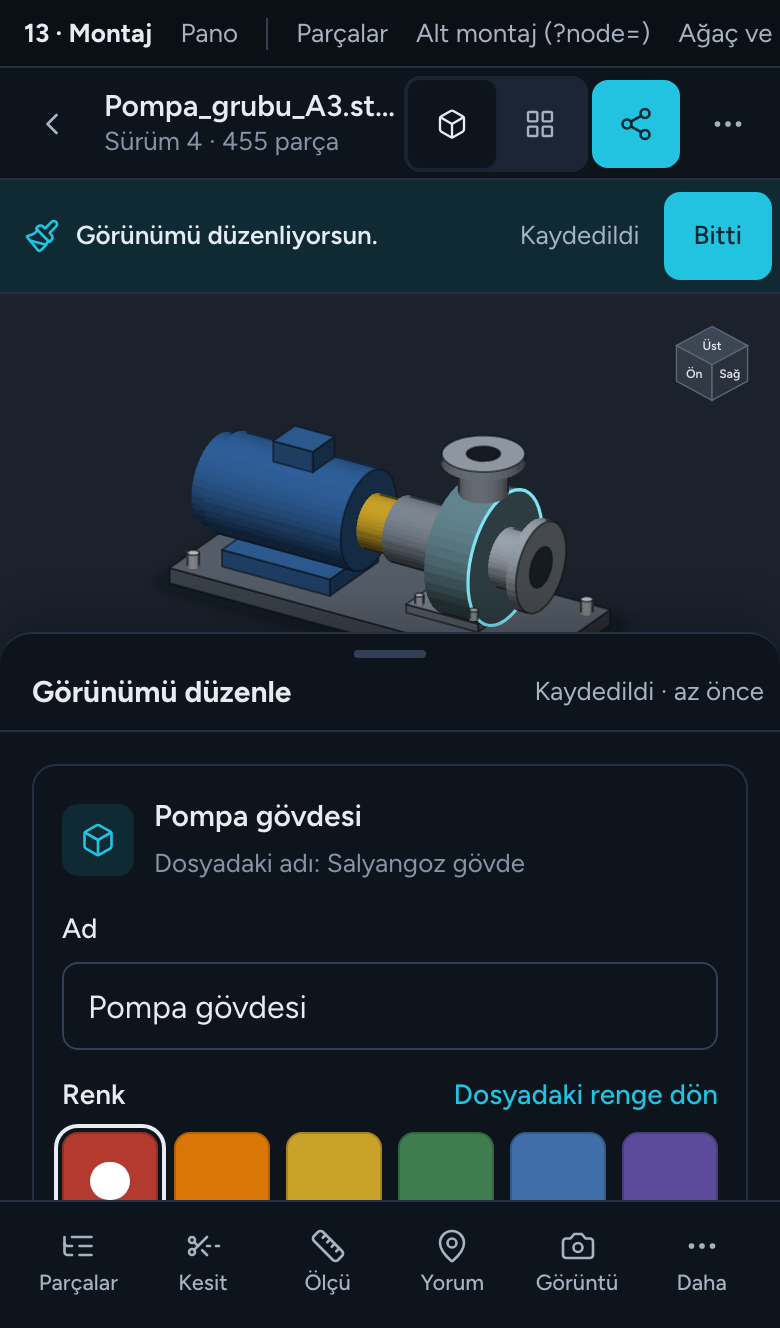 13 · Montaj Pano Parçalar Alt montaj (?node=) Ağaç ve
Pompa_grubu_A3.st...
Sürüm 4 · 455 parça
Görünümü düzenliyorsun. Kaydedildi Bitti
Üst
Ön Sağ
Görünümü düzenle Kaydedildi · az önce
Pompa gövdesi
Dosyadaki adı: Salyangoz gövde
Ad
Pompa gövdesi
Renk Dosyadaki renge dön
Parçalar Kesit Ölçü Yorum Görüntü Daha